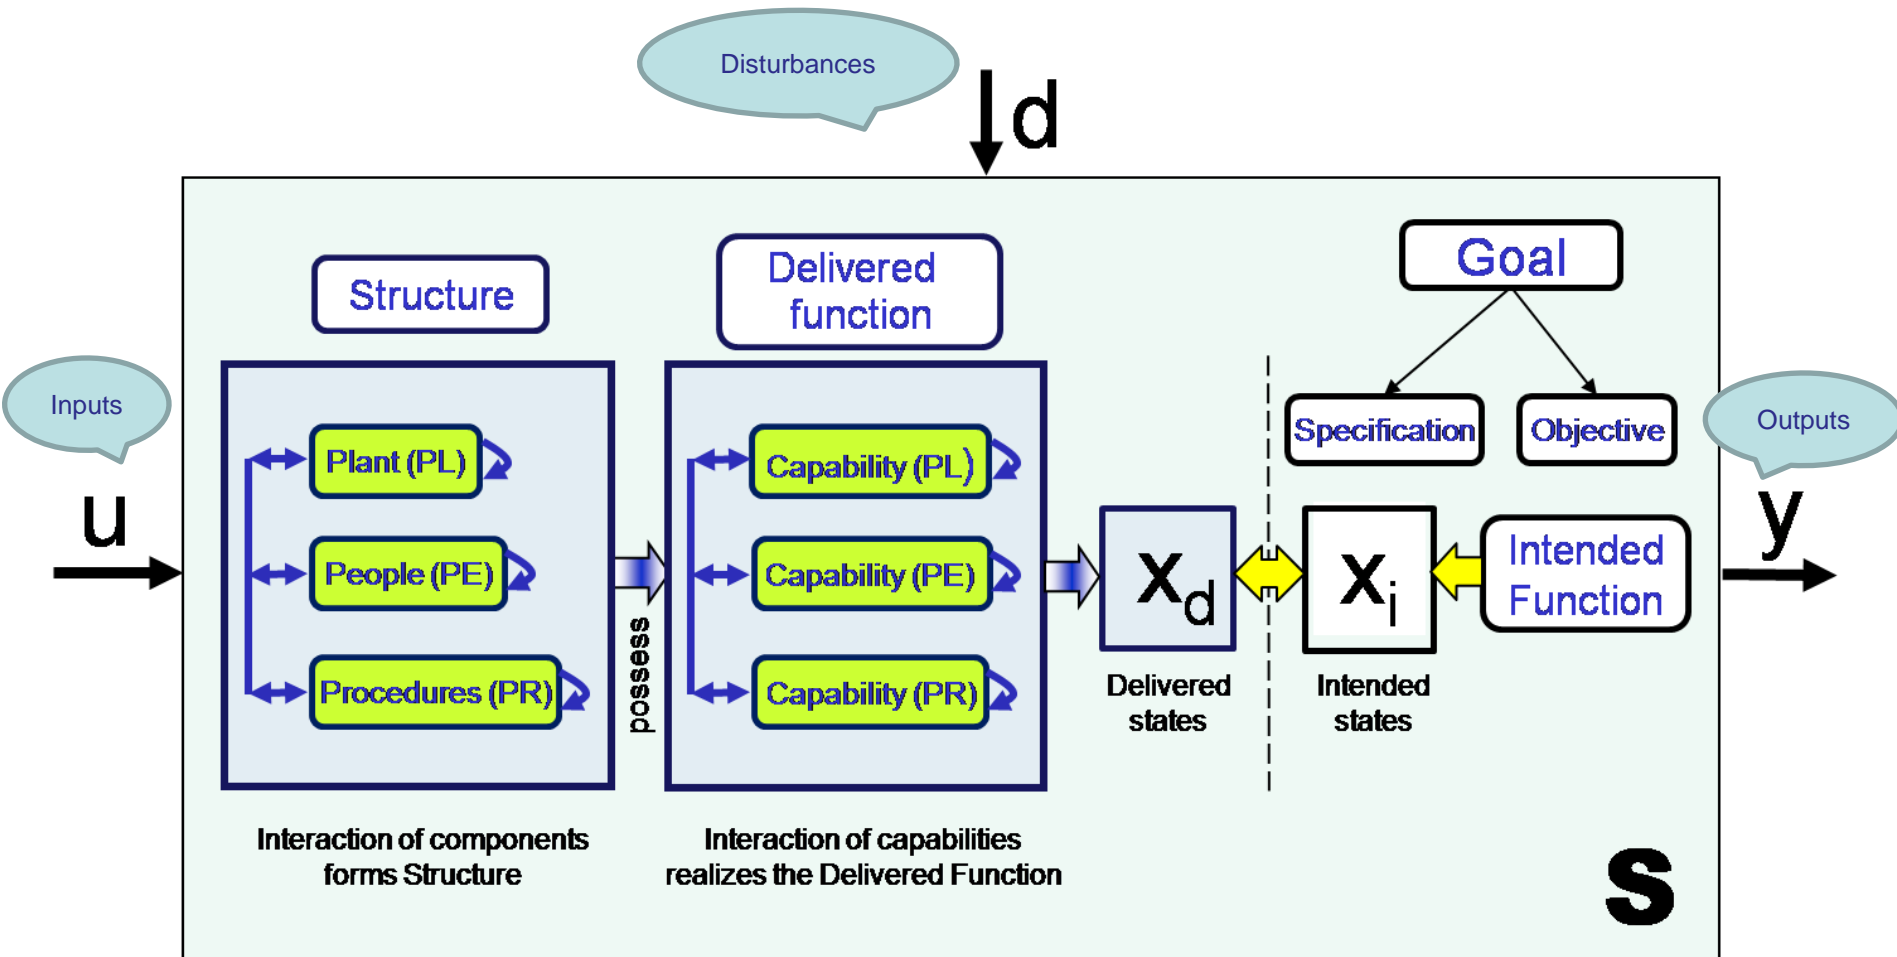 Disturbances
d
Structure
Delivered
function
Goal
Inputs
u
Plant (PL)
People (PE)
Procedures (PR)
possess
Capability (PL)
Capability (PE)
Capability (PR)
Specification
Objective
Outputs
y
xd
Delivered
states
xi
Intended
states
Intended
Function
Interaction of components
forms Structure
Interaction of capabilities
realizes the Delivered Function
S